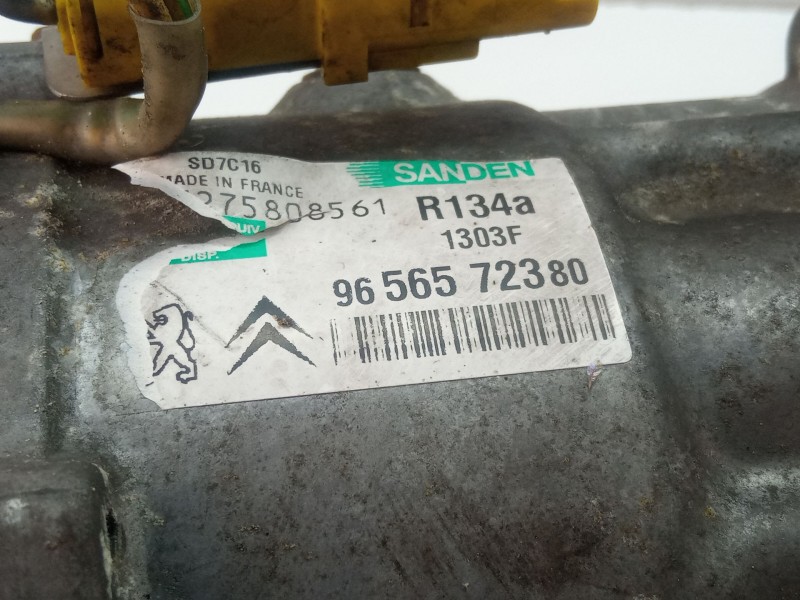 SD7C16
SANDEN
MADE IN FRANCE
275808561
R134a
1303F
DISP.
96 565 723 80